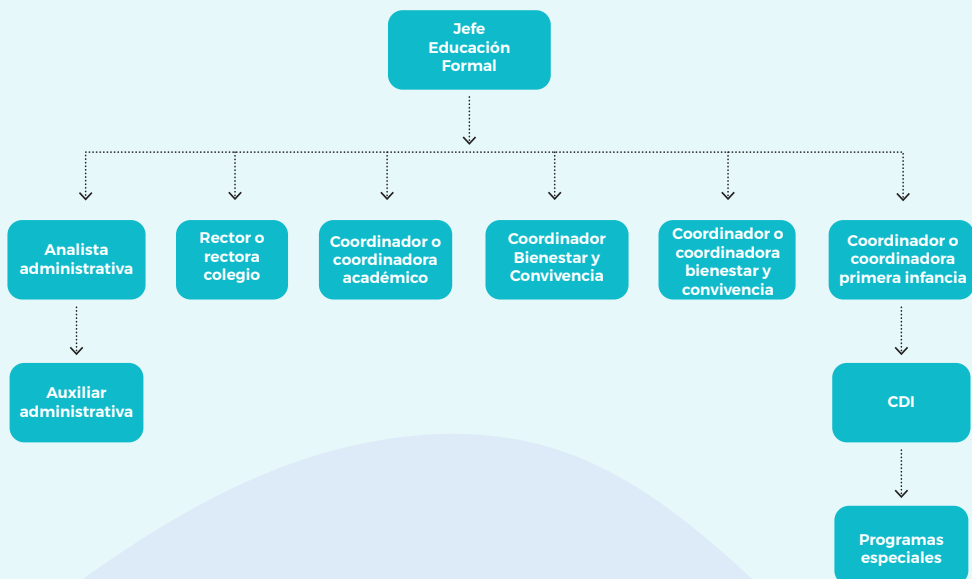 Jefe
Educación
Formal
Analista
administrativa
Rector o
rectora
colegio
Coordinador o
coordinadora
académico
Coordinador
Bienestar y
Convivencia
Coordinador o
coordinadora
bienestar y
convivencia
Coordinador o
coordinadora
primera infancia
Auxiliar
administrativa
CDI
Programas
especiales